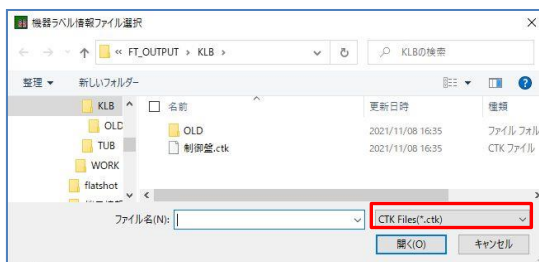 機器ラベル情報ファイル選択
« FT_OUTPUT › KLB ›
KLBの検索
整理 新しいフォルダー
KLB
OLD
TUB
WORK
flatshot
名前 更新日時 種類
OLD 2021/11/08 16:35 ファイル フォル
制御盤.ctk 2021/11/08 16:35 CTK ファイル
ファイル名(N): CTK Files(*.ctk)
開く(O) キャンセル